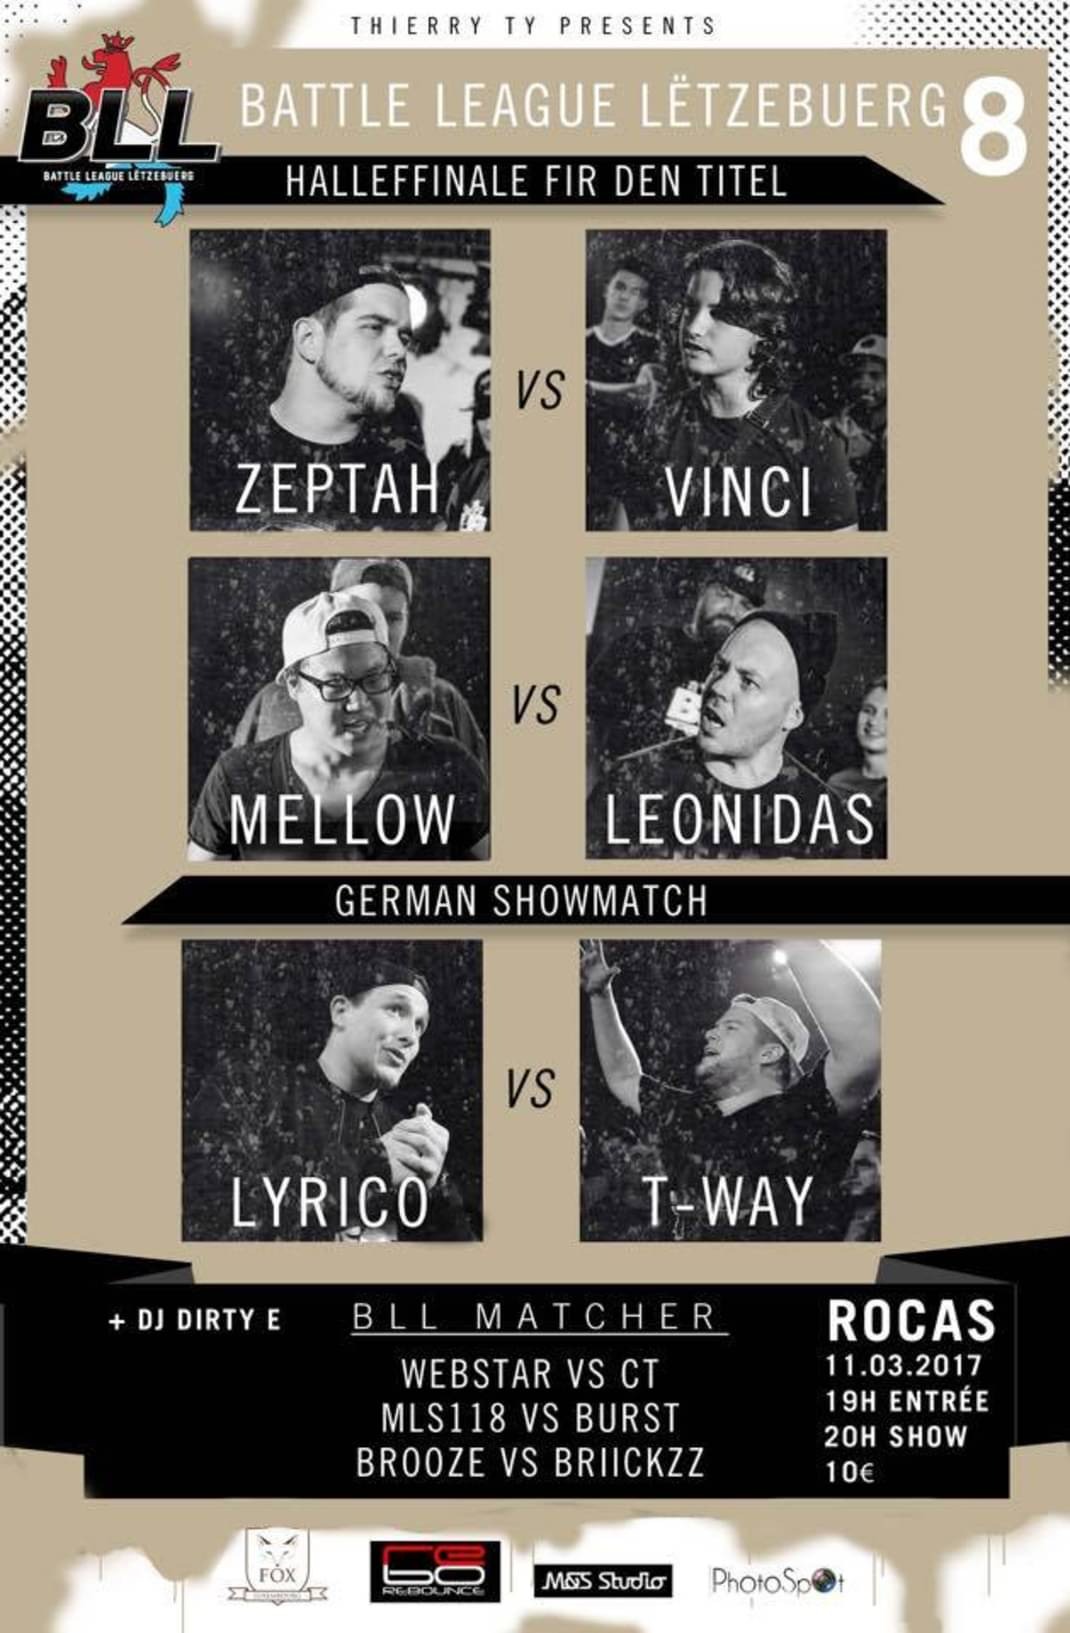 THIERRY TY PRESENTS
BLL
BATTLE LEAGUE LËTZEBUERG
BATTLE LEAGUE LËTZEBUERG 8
HALLEFFINALE FIR DEN TITEL
ZEPTAH
VS
VINCI
MELLOW
VS
LEONIDAS
GERMAN SHOWMATCH
LYRICO
VS
T-WAY
+ DJ DIRTY E
BLL MATCHER
WEBSTAR VS CT
MLS118 VS BURST
BROOZE VS BRIICKZZ
ROCAS
11.03.2017
19H ENTRÉE
20H SHOW
10€
FOX
LUXEMBOURG
REBOUNCE
M&S Studio
PhotoSpot